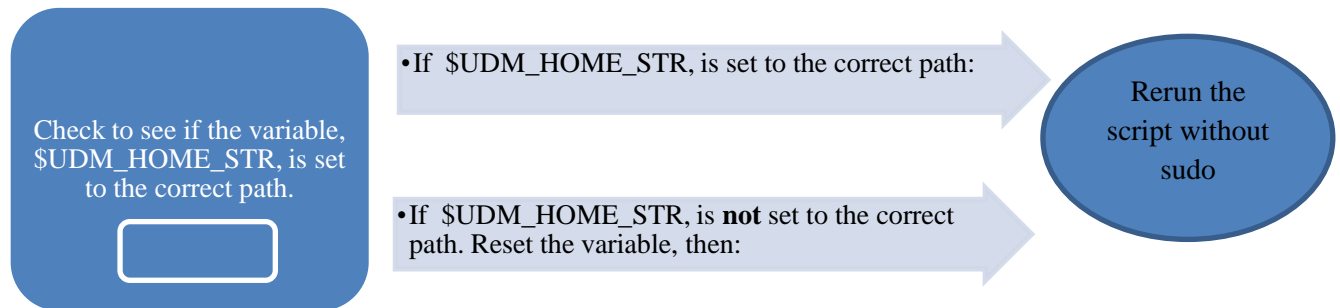 Check to see if the variable,
$UDM_HOME_STR, is set
to the correct path.
•If $UDM_HOME_STR, is set to the correct path:
•If $UDM_HOME_STR, is not set to the correct
path. Reset the variable, then:
Rerun the
script without
sudo